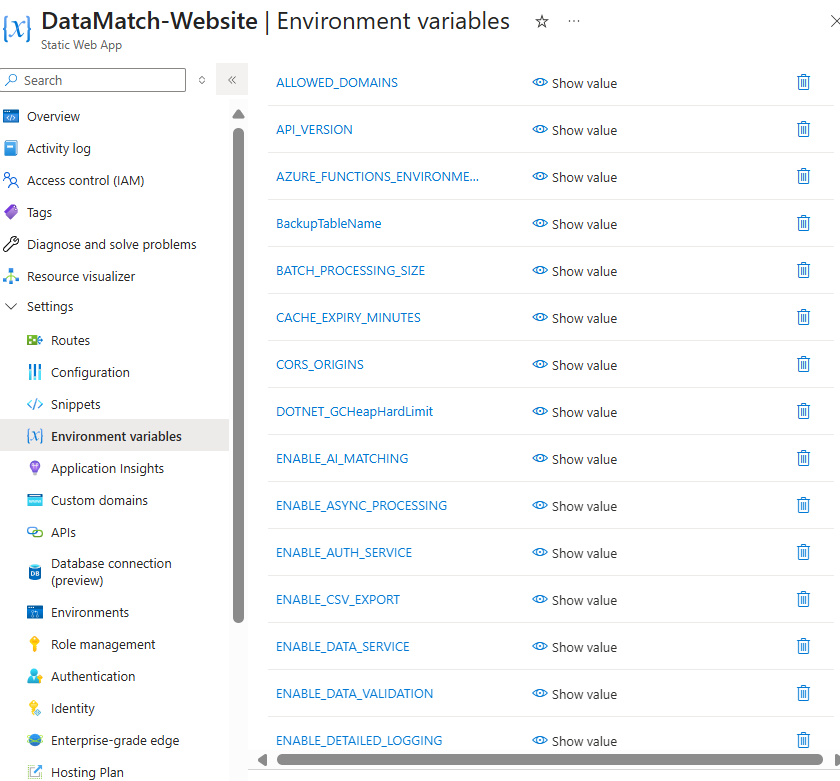 DataMatch-Website | Environment variables
Static Web App
Search
Overview
Activity log
Access control (IAM)
Tags
Diagnose and solve problems
Resource visualizer
Settings
Routes
Configuration
Snippets
Environment variables
Application Insights
Custom domains
APIs
Database connection
(preview)
Environments
Role management
Authentication
Identity
Enterprise-grade edge
Hosting Plan
ALLOWED_DOMAINS Show value
API_VERSION Show value
AZURE_FUNCTIONS_ENVIRONME... Show value
BackupTableName Show value
BATCH_PROCESSING_SIZE Show value
CACHE_EXPIRY_MINUTES Show value
CORS_ORIGINS Show value
DOTNET_GCHeapHardLimit Show value
ENABLE_AI_MATCHING Show value
ENABLE_ASYNC_PROCESSING Show value
ENABLE_AUTH_SERVICE Show value
ENABLE_CSV_EXPORT Show value
ENABLE_DATA_SERVICE Show value
ENABLE_DATA_VALIDATION Show value
ENABLE_DETAILED_LOGGING Show value